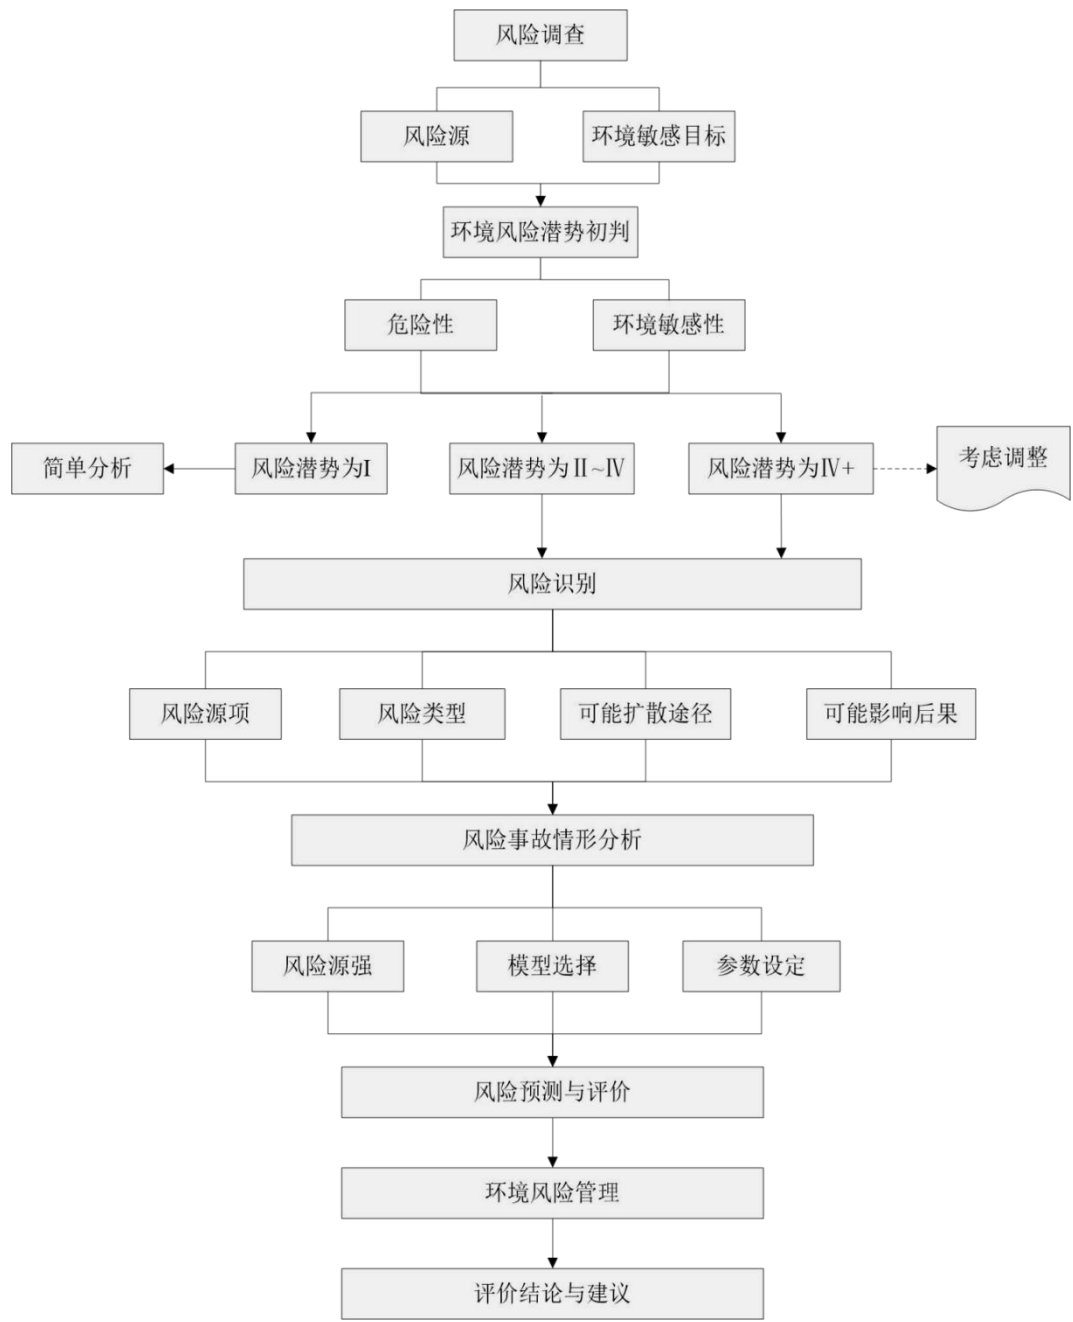 风险调查
风险源
环境敏感目标
环境风险潜势初判
危险性
环境敏感性
简单分析
风险潜势为Ⅰ
风险潜势为Ⅱ~Ⅳ
风险潜势为Ⅳ+
考虑调整
风险识别
风险源项
风险类型
可能扩散途径
可能影响后果
风险事故情形分析
风险源强
模型选择
参数设定
风险预测与评价
环境风险管理
评价结论与建议